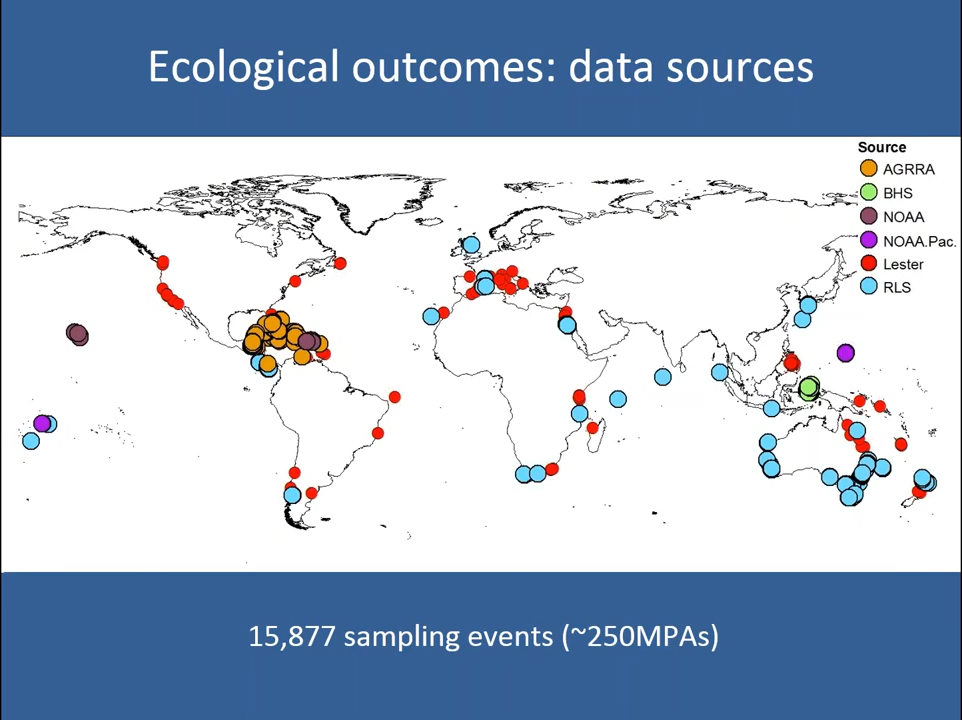 Ecological outcomes: data sources
Source
AGRRA
BHS
NOAA
NOAA.Pac.
Lester
RLS
15,877 sampling events (~250MPAs)